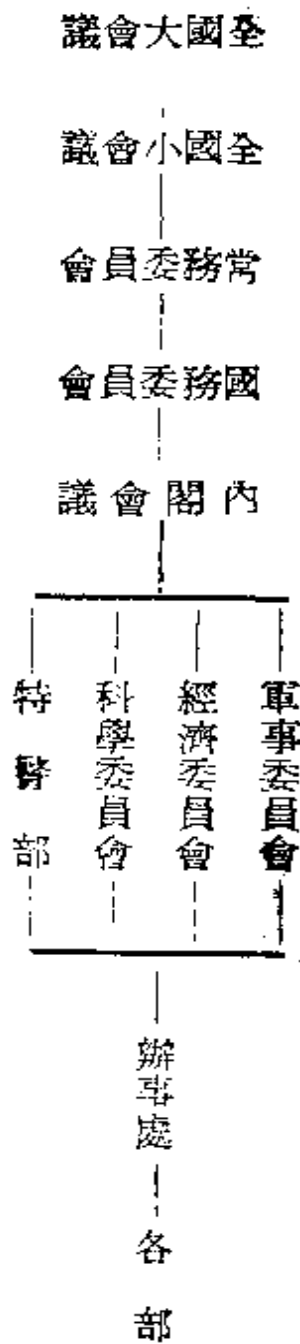 全國大會議
全國小會議
常務委員會
國務委員會
內閣會議
軍事委員會
經濟委員會
科學委員會
特警部
辦事處
各部